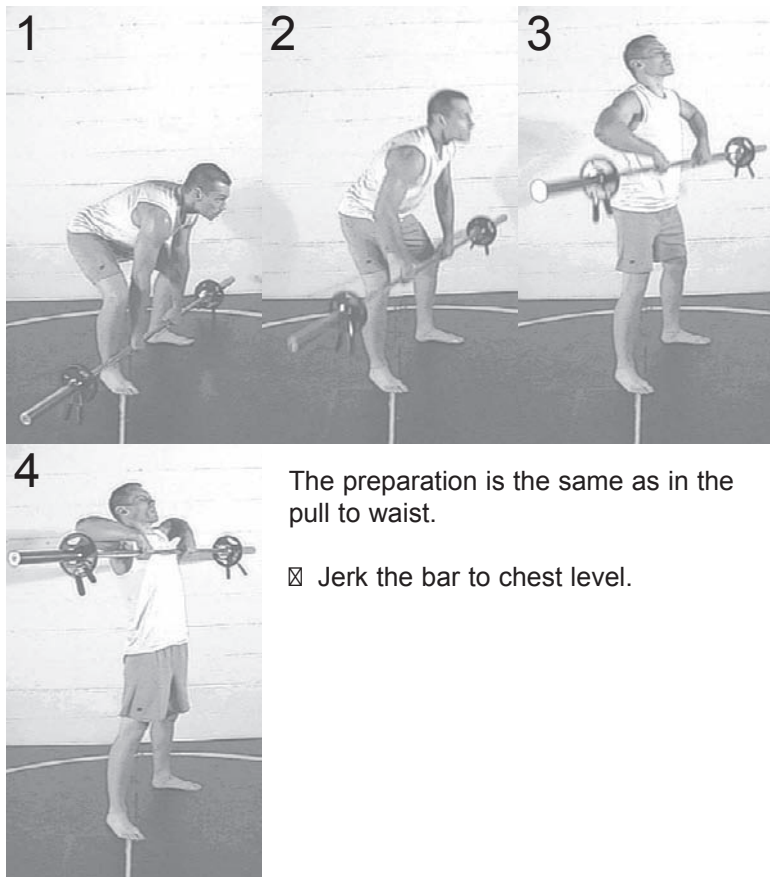 1
2
3
4
The preparation is the same as in the
pull to waist.
Jerk the bar to chest level.